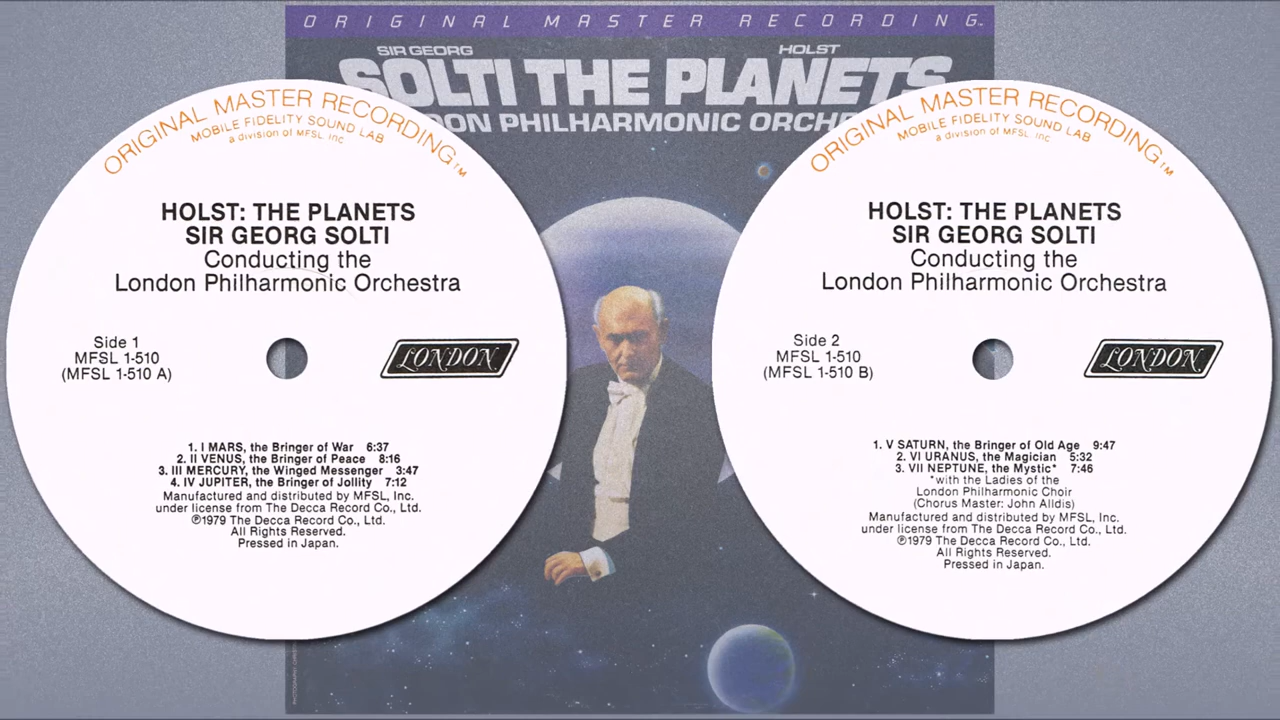 ORIGINAL MASTER RECORDING™
SIR GEORG HOLST
SOLTI THE PLANETS
PHILHARMONIC
ORIGINAL MASTER RECORDING™
MOBILE FIDELITY SOUND LAB
a division of MFSL, Inc.
HOLST: THE PLANETS
SIR GEORG SOLTI
Conducting the
London Philharmonic Orchestra
Side 1
MFSL 1-510
(MFSL 1-510 A)
LONDON
1. I MARS, the Bringer of War 6:37
2. II VENUS, the Bringer of Peace 8:16
3. III MERCURY, the Winged Messenger 3:47
4. IV JUPITER, the Bringer of Jollity 7:12
Manufactured and distributed by MFSL, Inc.
under license from The Decca Record Co., Ltd.
℗1979 The Decca Record Co., Ltd.
All Rights Reserved.
Pressed in Japan.
ORIGINAL MASTER RECORDING™
MOBILE FIDELITY SOUND LAB
a division of MFSL, Inc.
HOLST: THE PLANETS
SIR GEORG SOLTI
Conducting the
London Philharmonic Orchestra
Side 2
MFSL 1-510
(MFSL 1-510 B)
LONDON
1. V SATURN, the Bringer of Old Age 9:47
2. VI URANUS, the Magician 5:32
3. VII NEPTUNE, the Mystic* 7:46
*with the Ladies of the
London Philharmonic Choir
(Chorus Master: John Alldis)
Manufactured and distributed by MFSL, Inc.
under license from The Decca Record Co., Ltd.
℗1979 The Decca Record Co., Ltd.
All Rights Reserved.
Pressed in Japan.